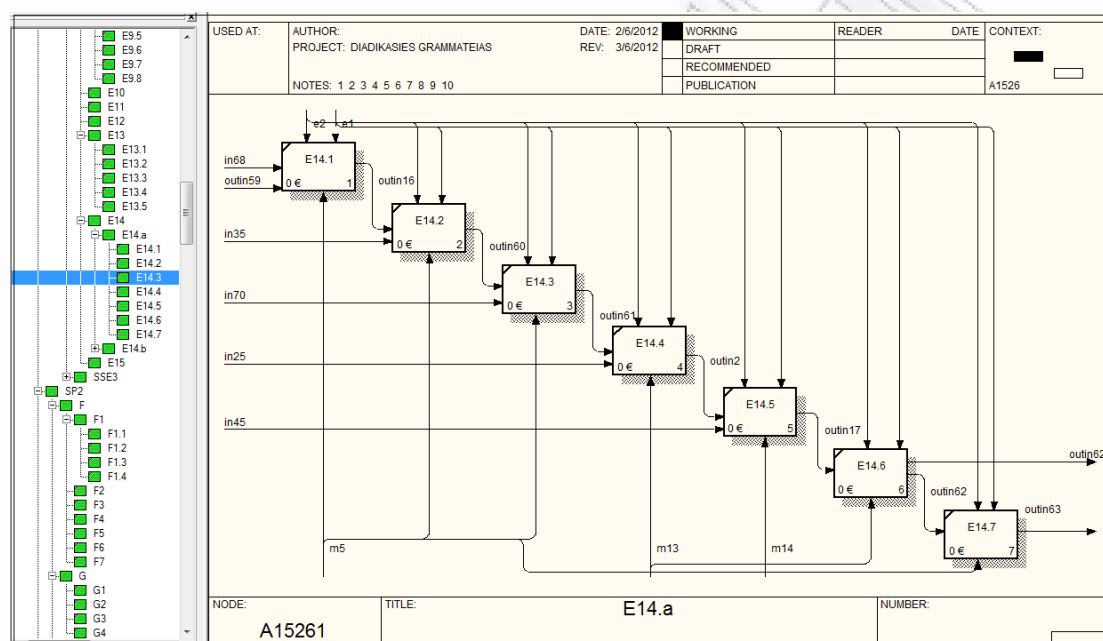 E9.5
E9.6
E9.7
E9.8
E10
E11
E12
E13
E13.1
E13.2
E13.3
E13.4
E13.5
E14
E14.a
E14.1
E14.2
E14.3
E14.4
E14.5
E14.6
E14.7
E14.b
E15
SSE3
SP2
F
F1
F1.1
F1.2
F1.3
F1.4
F2
F3
F4
F5
F6
F7
G
G1
G2
G3
G4
USED AT:
AUTHOR:
PROJECT: DIADIKASIES GRAMMATEIAS
NOTES: 1 2 3 4 5 6 7 8 9 10
DATE: 2/6/2012
REV: 3/6/2012
WORKING
DRAFT
RECOMMENDED
PUBLICATION
READER DATE
CONTEXT:
A1526
e2 e1
in68
outin59
E14.1
0 € 1
outin16
in35
E14.2
0 € 2
outin60
in70
E14.3
0 € 3
outin61
in25
E14.4
0 € 4
outin2
in45
E14.5
0 € 5
outin17
E14.6
0 € 6
outin62
outin62
E14.7
0 € 7
outin63
m5
m13
m14
NODE:
A15261
TITLE:
E14.a
NUMBER: